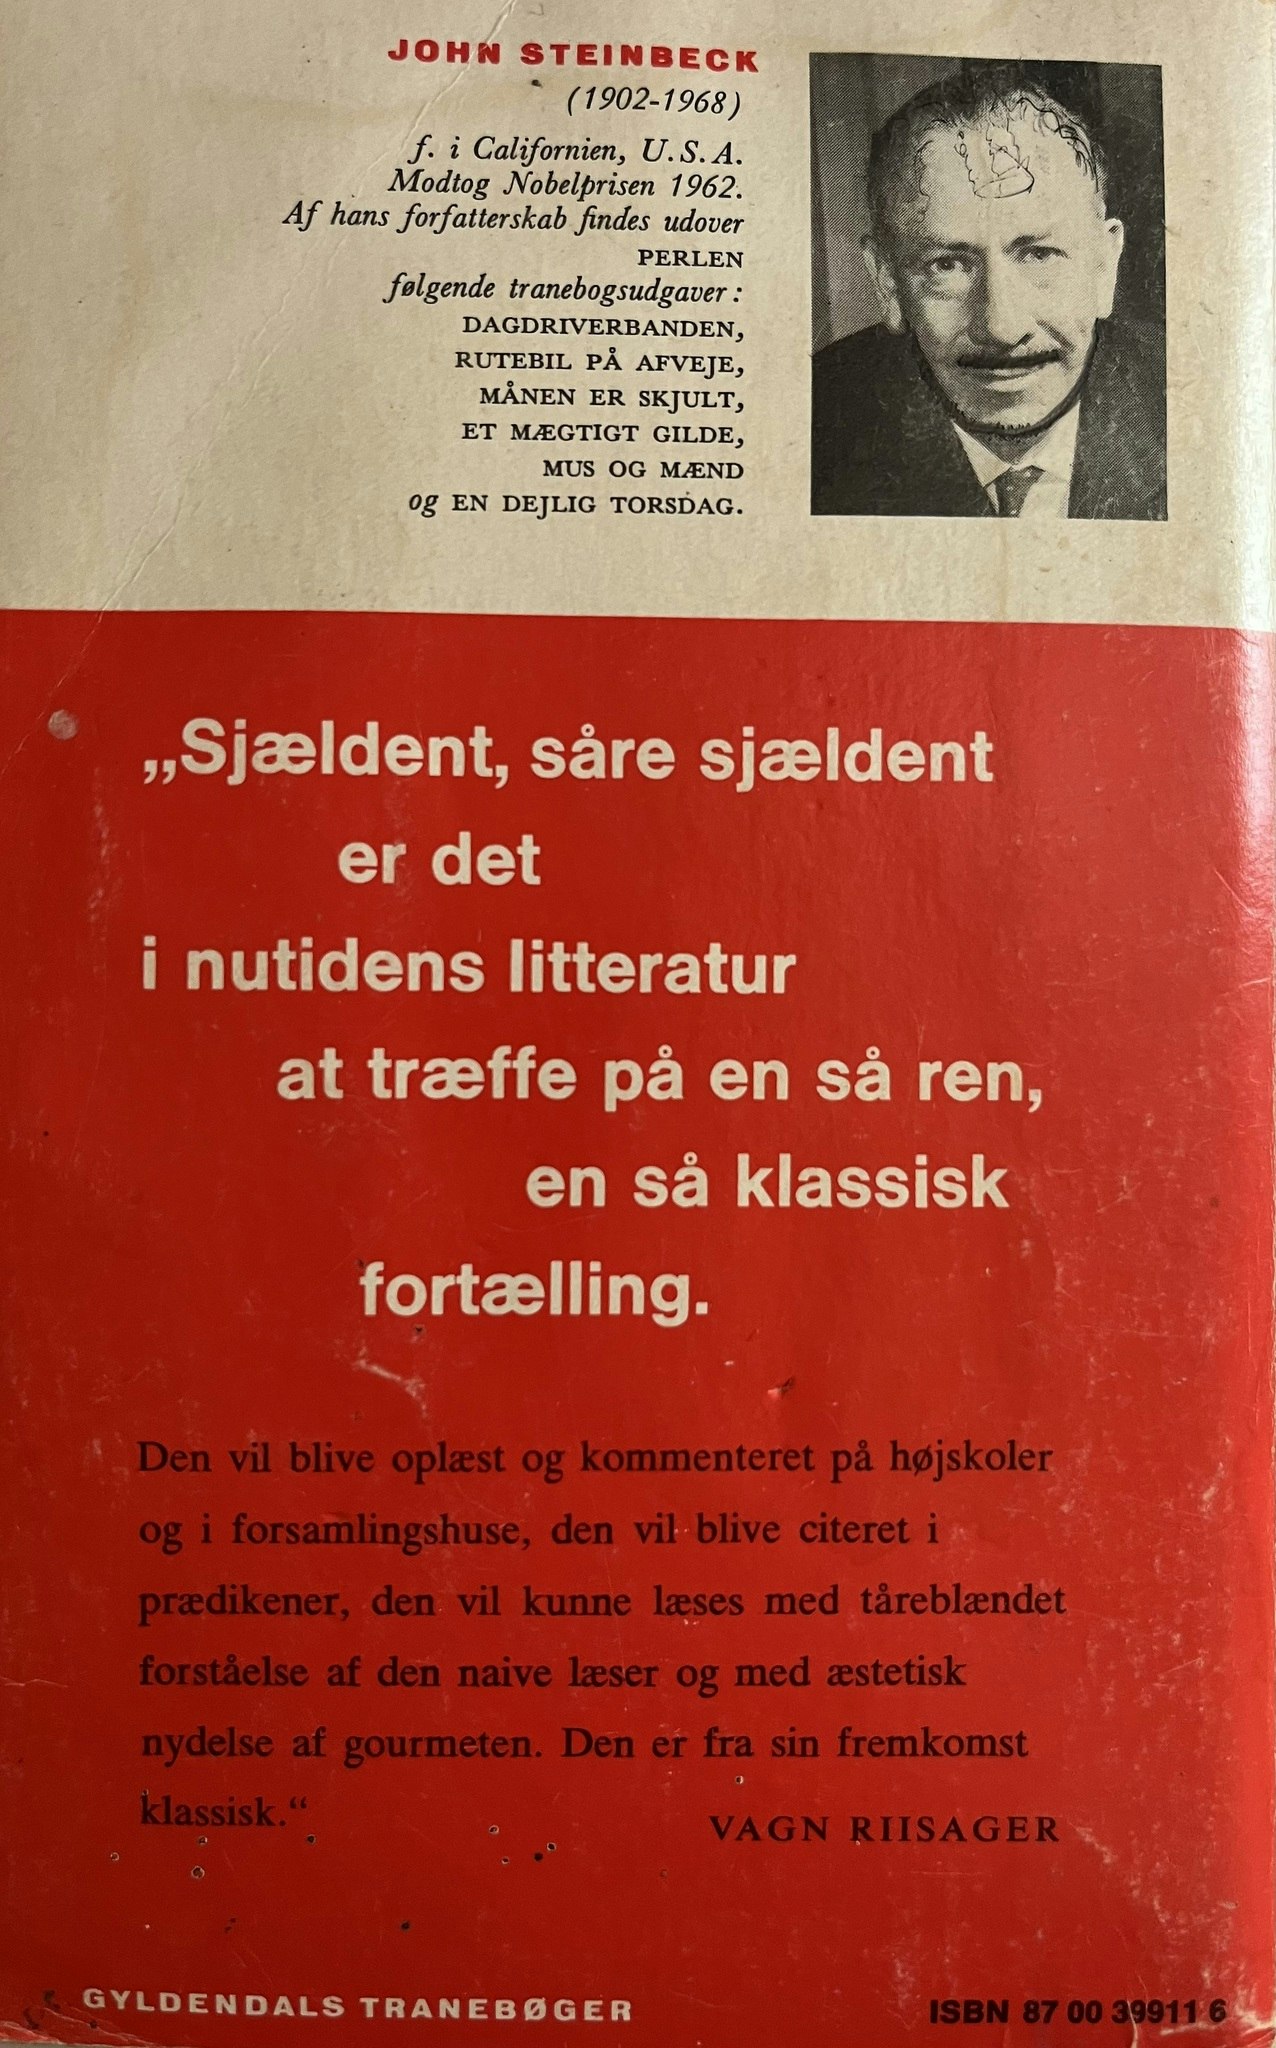 JOHN STEINBECK
(1902-1968)
f. i Californien, U.S.A.
Modtog Nobelprisen 1962.
Af hans forfatterskab findes udover
PERLEN
følgende tranebogsudgaver:
DAGDRIVERBANDEN,
RUTEBIL PÅ AFVEJE,
MÅNEN ER SKJULT,
ET MÆGTIGT GILDE,
MUS OG MÆND
og EN DEJLIG TORSDAG.
„Sjældent, såre sjældent
er det
i nutidens litteratur
at træffe på en så ren,
en så klassisk
fortælling.
Den vil blive oplæst og kommenteret på højskoler
og i forsamlingshuse, den vil blive citeret i
prædikener, den vil kunne læses med tåreblændet
forståelse af den naive læser og med æstetisk
nydelse af gourmeten. Den er fra sin fremkomst
klassisk.“
VAGN RIISAGER
GYLDENDALS TRANEBØGER
ISBN 87 00 39911 6